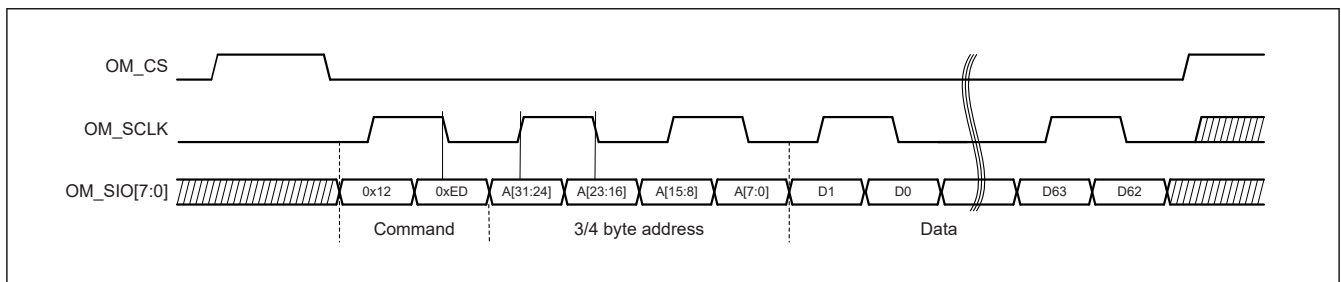 OM_CS
OM_SCLK
OM_SIO[7:0] 0x12 0xED A[31:24] A[23:16] A[15:8] A[7:0] D1 D0 D63 D62
Command 3/4 byte address Data